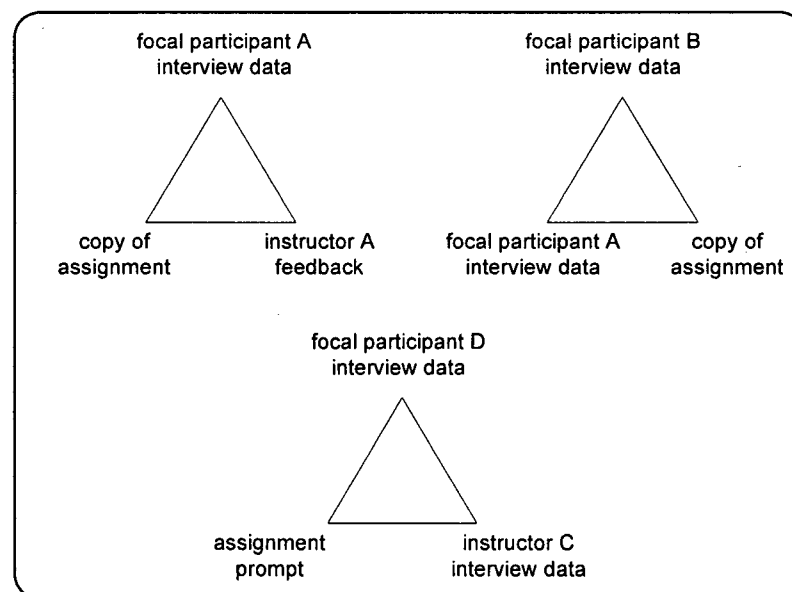 focal participant A
interview data
focal participant B
interview data
copy of
assignment
instructor A
feedback
focal participant A
interview data
copy of
assignment
focal participant D
interview data
assignment
prompt
instructor C
interview data